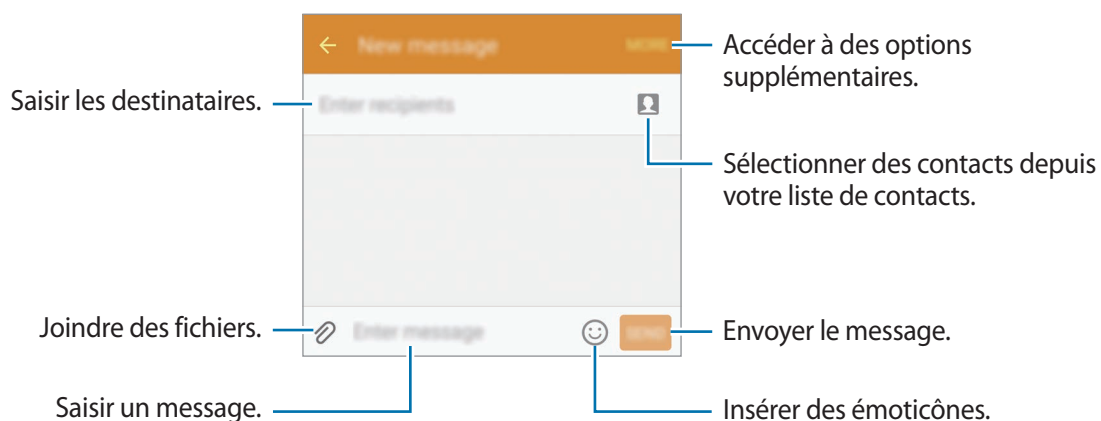 New message
MORE
Accéder à des options
supplémentaires.
Saisir les destinataires.
Enter recipients
Sélectionner des contacts depuis
votre liste de contacts.
Joindre des fichiers.
Enter message
SEND
Envoyer le message.
Saisir un message.
Insérer des émoticônes.